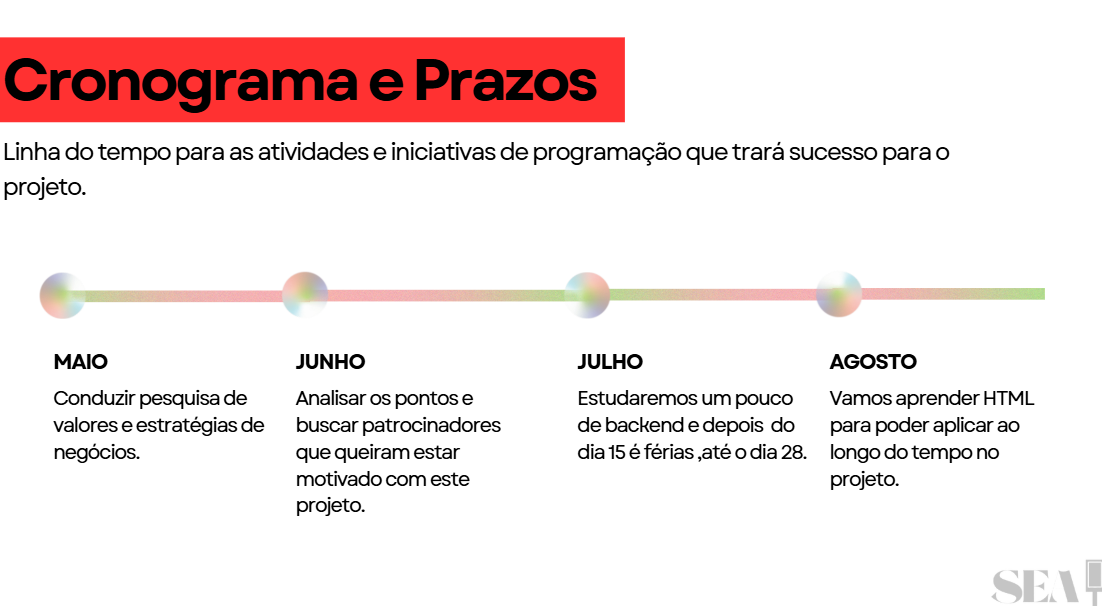 Cronograma e Prazos
Linha do tempo para as atividades e iniciativas de programação que trará sucesso para o
projeto.
MAIO
Conduzir pesquisa de
valores e estratégias de
negócios.
JUNHO
Analisar os pontos e
buscar patrocinadores
que queiram estar
motivado com este
projeto.
JULHO
Estudaremos um pouco
de backend e depois  do
dia 15 é férias ,até o dia 28.
AGOSTO
Vamos aprender HTML
para poder aplicar ao
longo do tempo no
projeto.
SEA